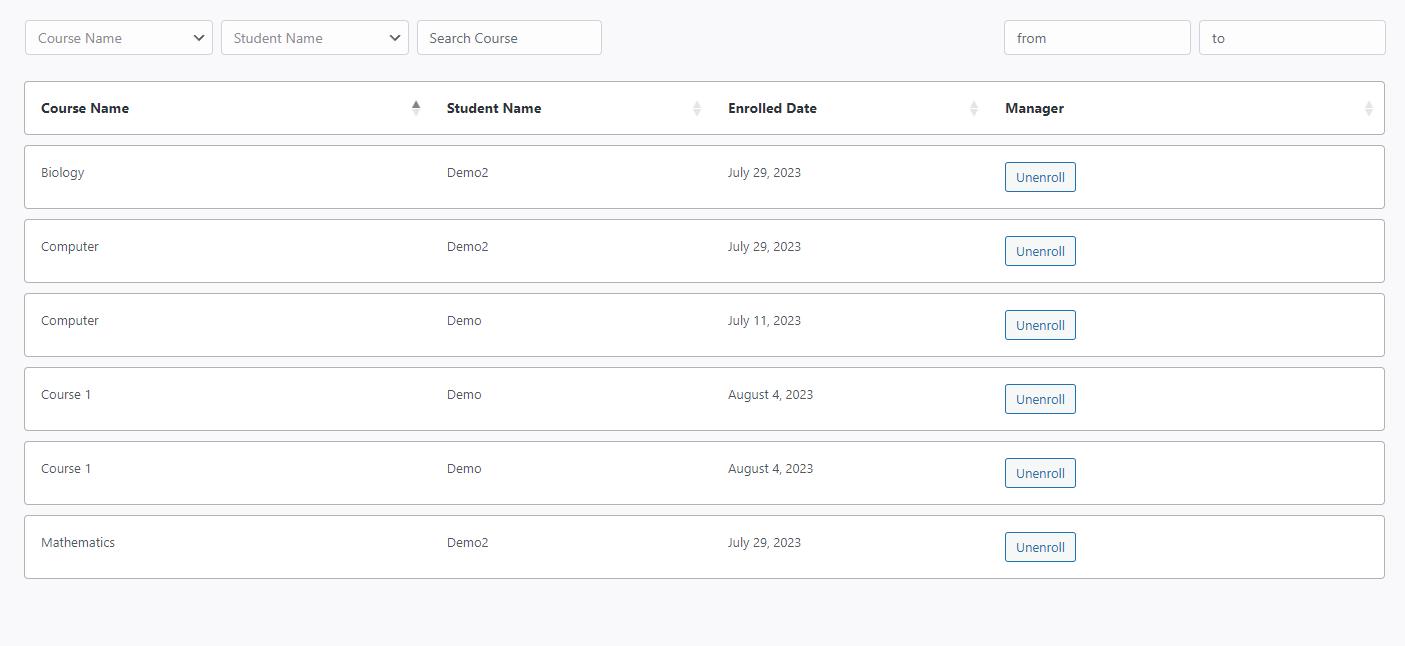 Course Name Student Name Search Course from to
Course Name Student Name Enrolled Date Manager
Biology Demo2 July 29, 2023 Unenroll
Computer Demo2 July 29, 2023 Unenroll
Computer Demo July 11, 2023 Unenroll
Course 1 Demo August 4, 2023 Unenroll
Course 1 Demo August 4, 2023 Unenroll
Mathematics Demo2 July 29, 2023 Unenroll